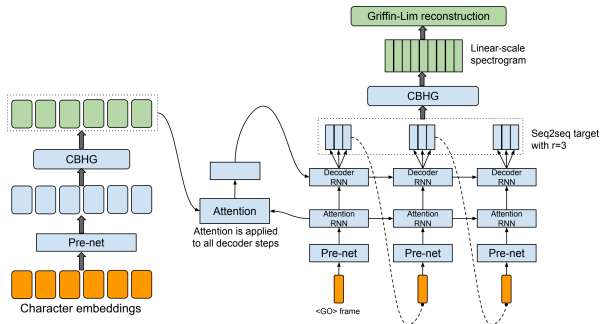 Griffin-Lim reconstruction
Linear-scale
spectrogram
CBHG
Seq2seq target
with r=3
CBHG
Decoder
RNN
Decoder
RNN
Decoder
RNN
Attention
Attention is applied
to all decoder steps
Attention
RNN
Attention
RNN
Attention
RNN
Pre-net
Pre-net
Pre-net
Pre-net
Character embeddings
<GO> frame